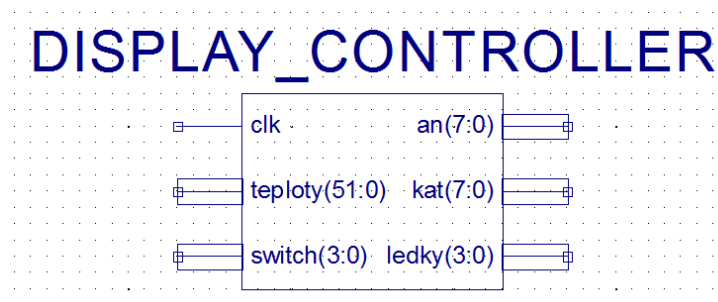 DISPLAY_CONTROLLER
clk an(7:0)
teploty(51:0) kat(7:0)
switch(3:0) ledky(3:0)